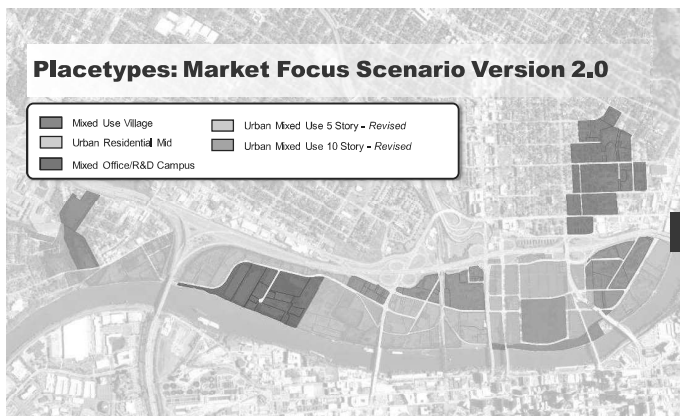 Placetypes: Market Focus Scenario Version 2.0
Mixed Use Village
Urban Residential Mid
Mixed Office/R&D Campus
Urban Mixed Use 5 Story - Revised
Urban Mixed Use 10 Story - Revised